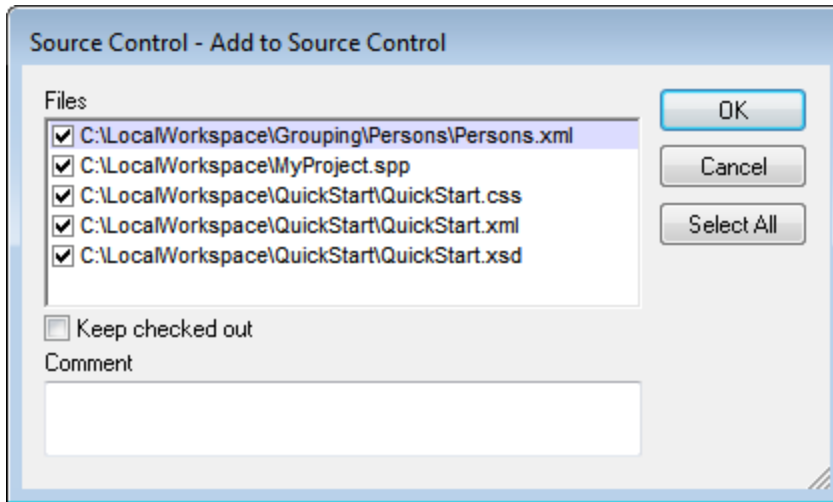 Source Control - Add to Source Control
Files
C:\LocalWorkspace\Grouping\Persons\Persons.xml
C:\LocalWorkspace\MyProject.spp
C:\LocalWorkspace\QuickStart\QuickStart.css
C:\LocalWorkspace\QuickStart\QuickStart.xml
C:\LocalWorkspace\QuickStart\QuickStart.xsd
OK
Cancel
Select All
Keep checked out
Comment